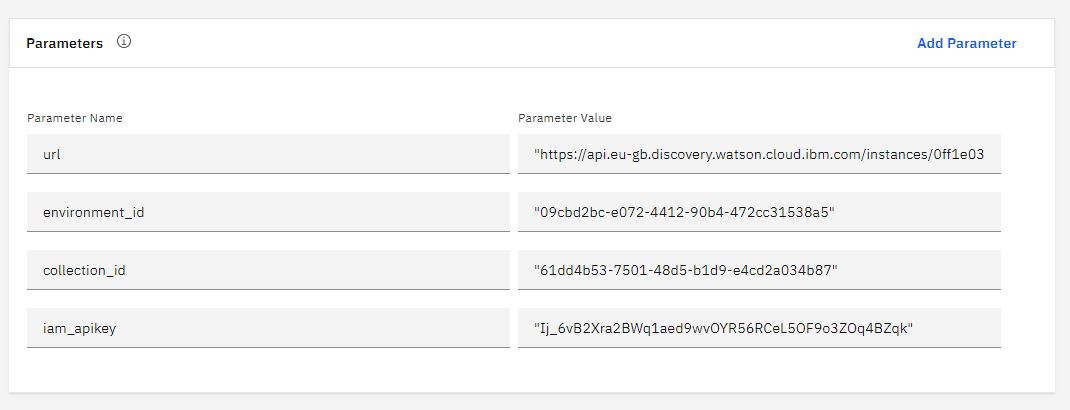 Parameters
Add Parameter
Parameter Name Parameter Value
url "https://api.eu-gb.discovery.watson.cloud.ibm.com/instances/0ff1e03
environment_id "09cbd2bc-e072-4412-90b4-472cc31538a5"
collection_id "61dd4b53-7501-48d5-b1d9-e4cd2a034b87"
iam_apikey "Ij_6vB2Xra2BWq1aed9wvOYR56RCeL5OF9o3ZOq4BZqk"